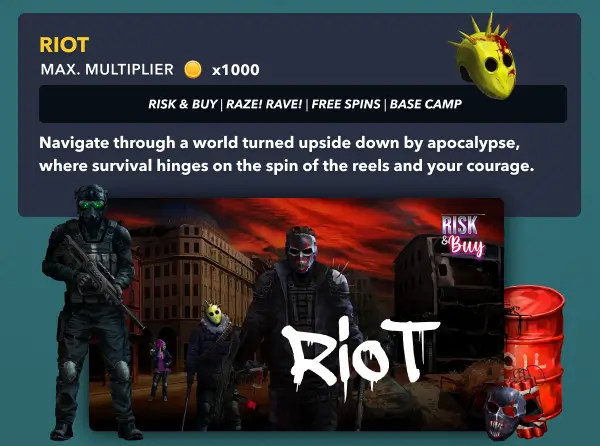 RIOT
MAX. MULTIPLIER x1000
RISK & BUY | RAZE! RAVE! | FREE SPINS | BASE CAMP
Navigate through a world turned upside down by apocalypse,
where survival hinges on the spin of the reels and your courage.
RISK
& Buy
RioT